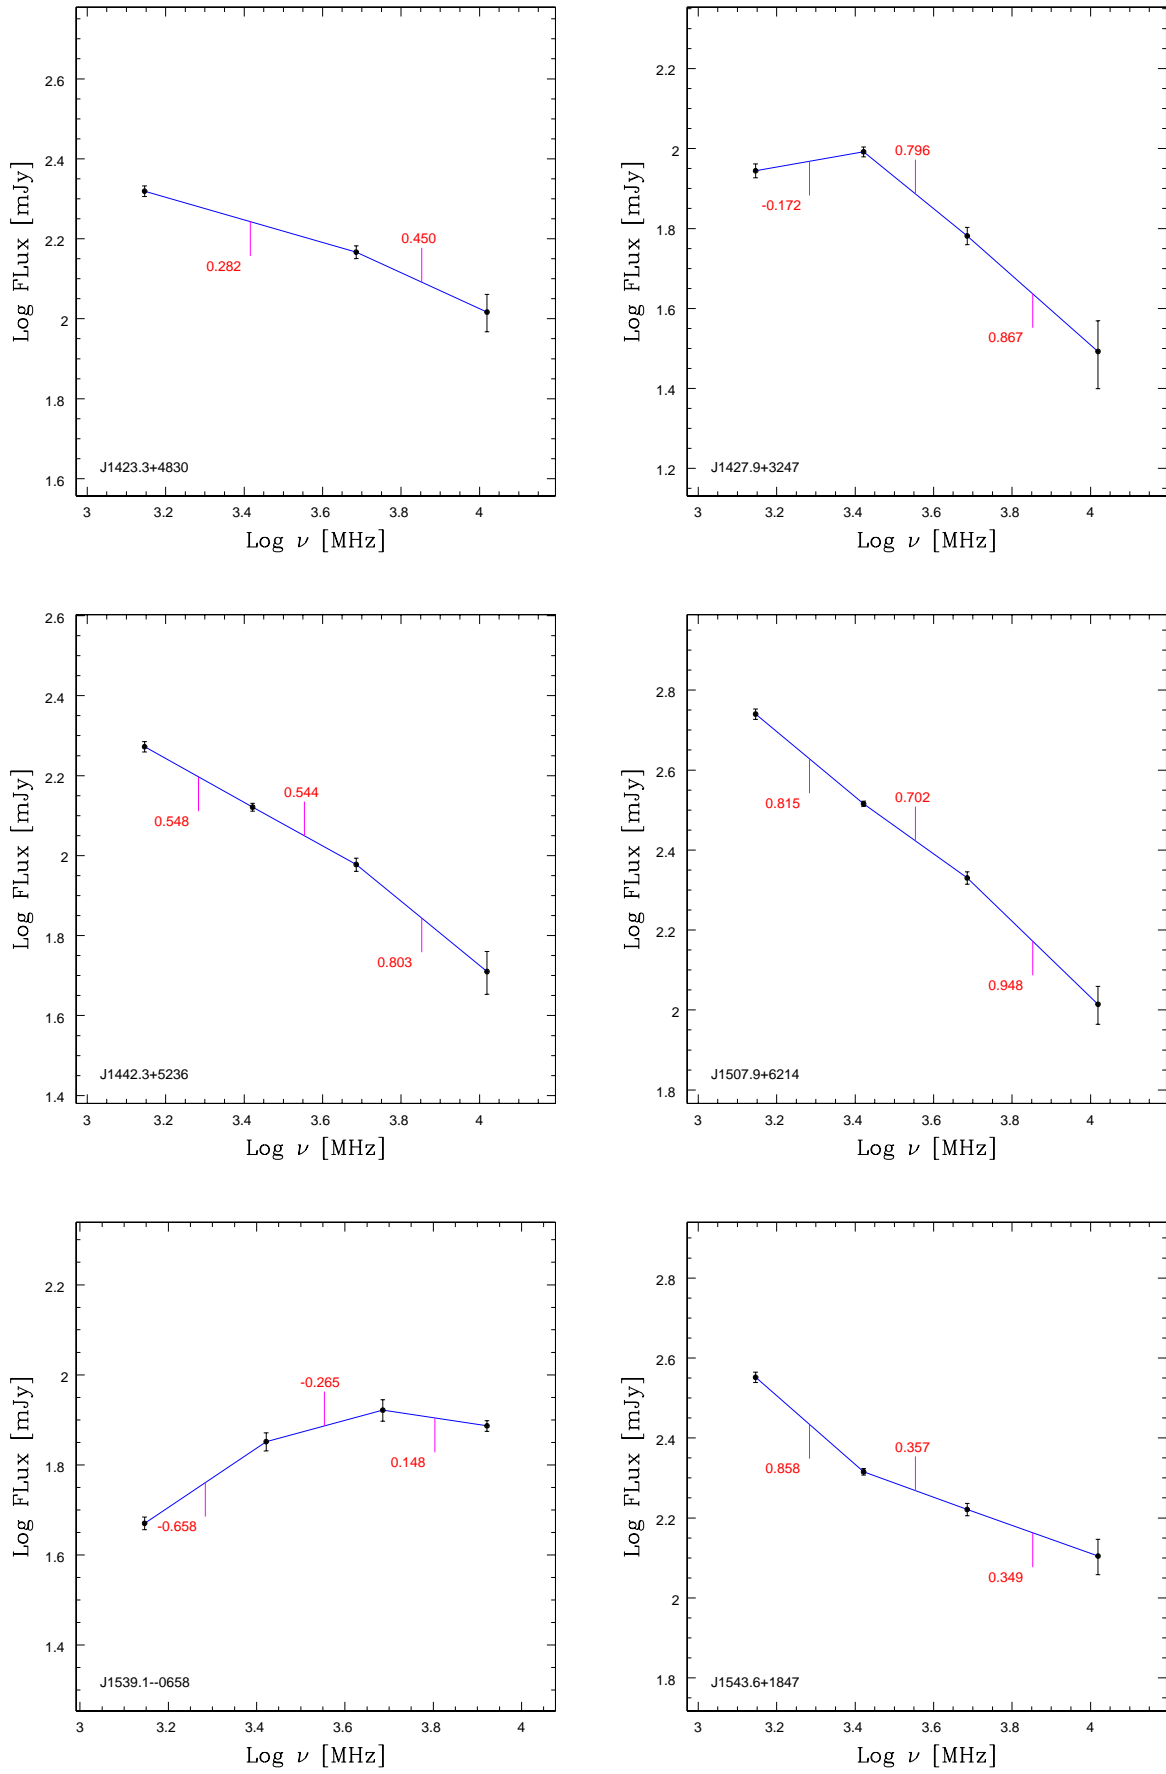 2.6
2.4
2.2
2
1.8
1.6
Log FLux [mJy]
0.282
0.450
J1423.3+4830
3 3.2 3.4 3.6 3.8 4
Log ν [MHz]
2.2
2
1.8
1.6
1.4
1.2
Log FLux [mJy]
-0.172
0.796
0.867
J1427.9+3247
3 3.2 3.4 3.6 3.8 4
Log ν [MHz]
2.6
2.4
2.2
2
1.8
1.6
1.4
Log FLux [mJy]
0.548
0.544
0.803
J1442.3+5236
3 3.2 3.4 3.6 3.8 4
Log ν [MHz]
2.8
2.6
2.4
2.2
2
1.8
Log FLux [mJy]
0.815
0.702
0.948
J1507.9+6214
3 3.2 3.4 3.6 3.8 4
Log ν [MHz]
2.2
2
1.8
1.6
1.4
Log FLux [mJy]
-0.658
-0.265
0.148
J1539.1--0658
3 3.2 3.4 3.6 3.8 4
Log ν [MHz]
2.8
2.6
2.4
2.2
2
1.8
Log FLux [mJy]
0.858
0.357
0.349
J1543.6+1847
3 3.2 3.4 3.6 3.8 4
Log ν [MHz]